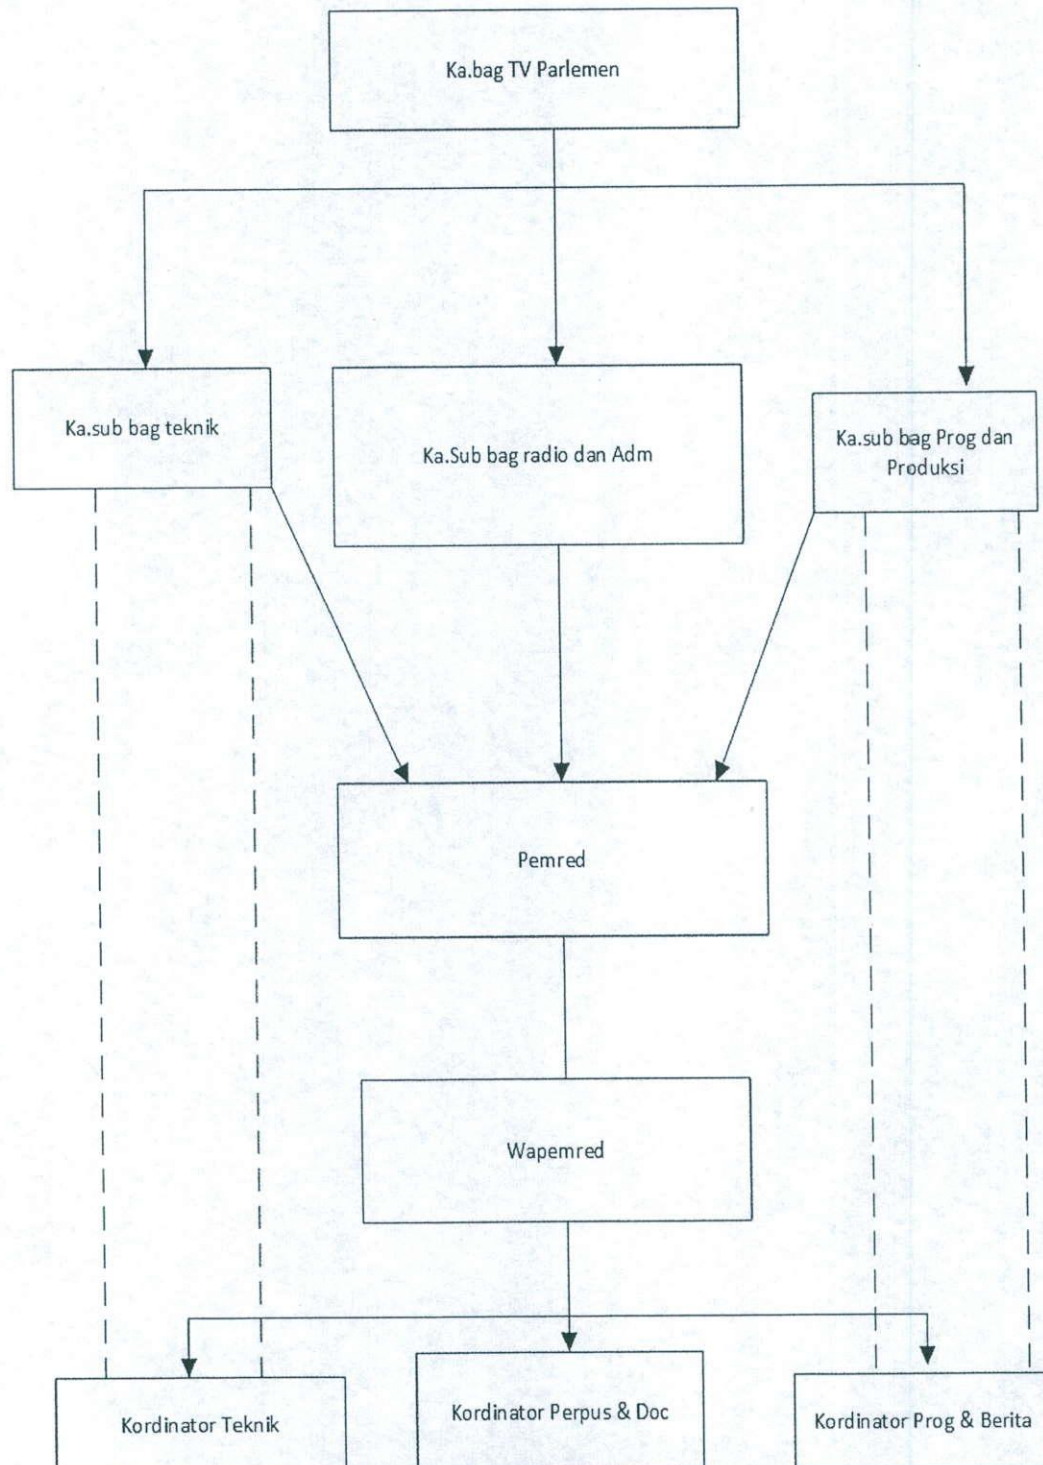 Ka.bag TV Parlemen
Ka.sub bag teknik
Ka.Sub bag radio dan Adm
Ka.sub bag Prog dan
Produksi
Pemred
Wapemred
Kordinator Teknik
Kordinator Perpus & Doc
Kordinator Prog & Berita